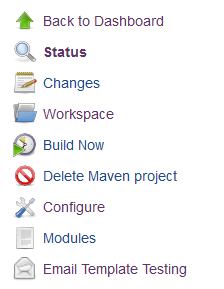 Back to Dashboard
Status
Changes
Workspace
Build Now
Delete Maven project
Configure
Modules
Email Template Testing